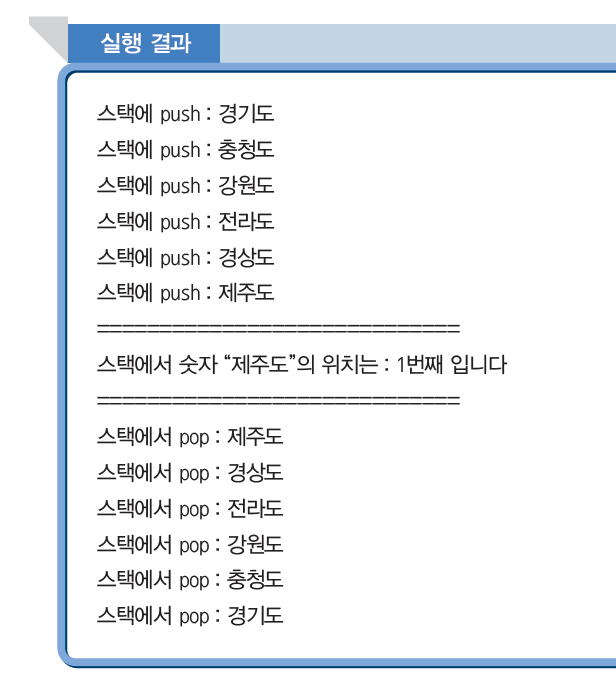 실행 결과
스택에 push : 경기도
스택에 push : 충청도
스택에 push : 강원도
스택에 push : 전라도
스택에 push : 경상도
스택에 push : 제주도
==============================
스택에서 숫자 “제주도”의 위치는 : 1번째 입니다
==============================
스택에서 pop : 제주도
스택에서 pop : 경상도
스택에서 pop : 전라도
스택에서 pop : 강원도
스택에서 pop : 충청도
스택에서 pop : 경기도